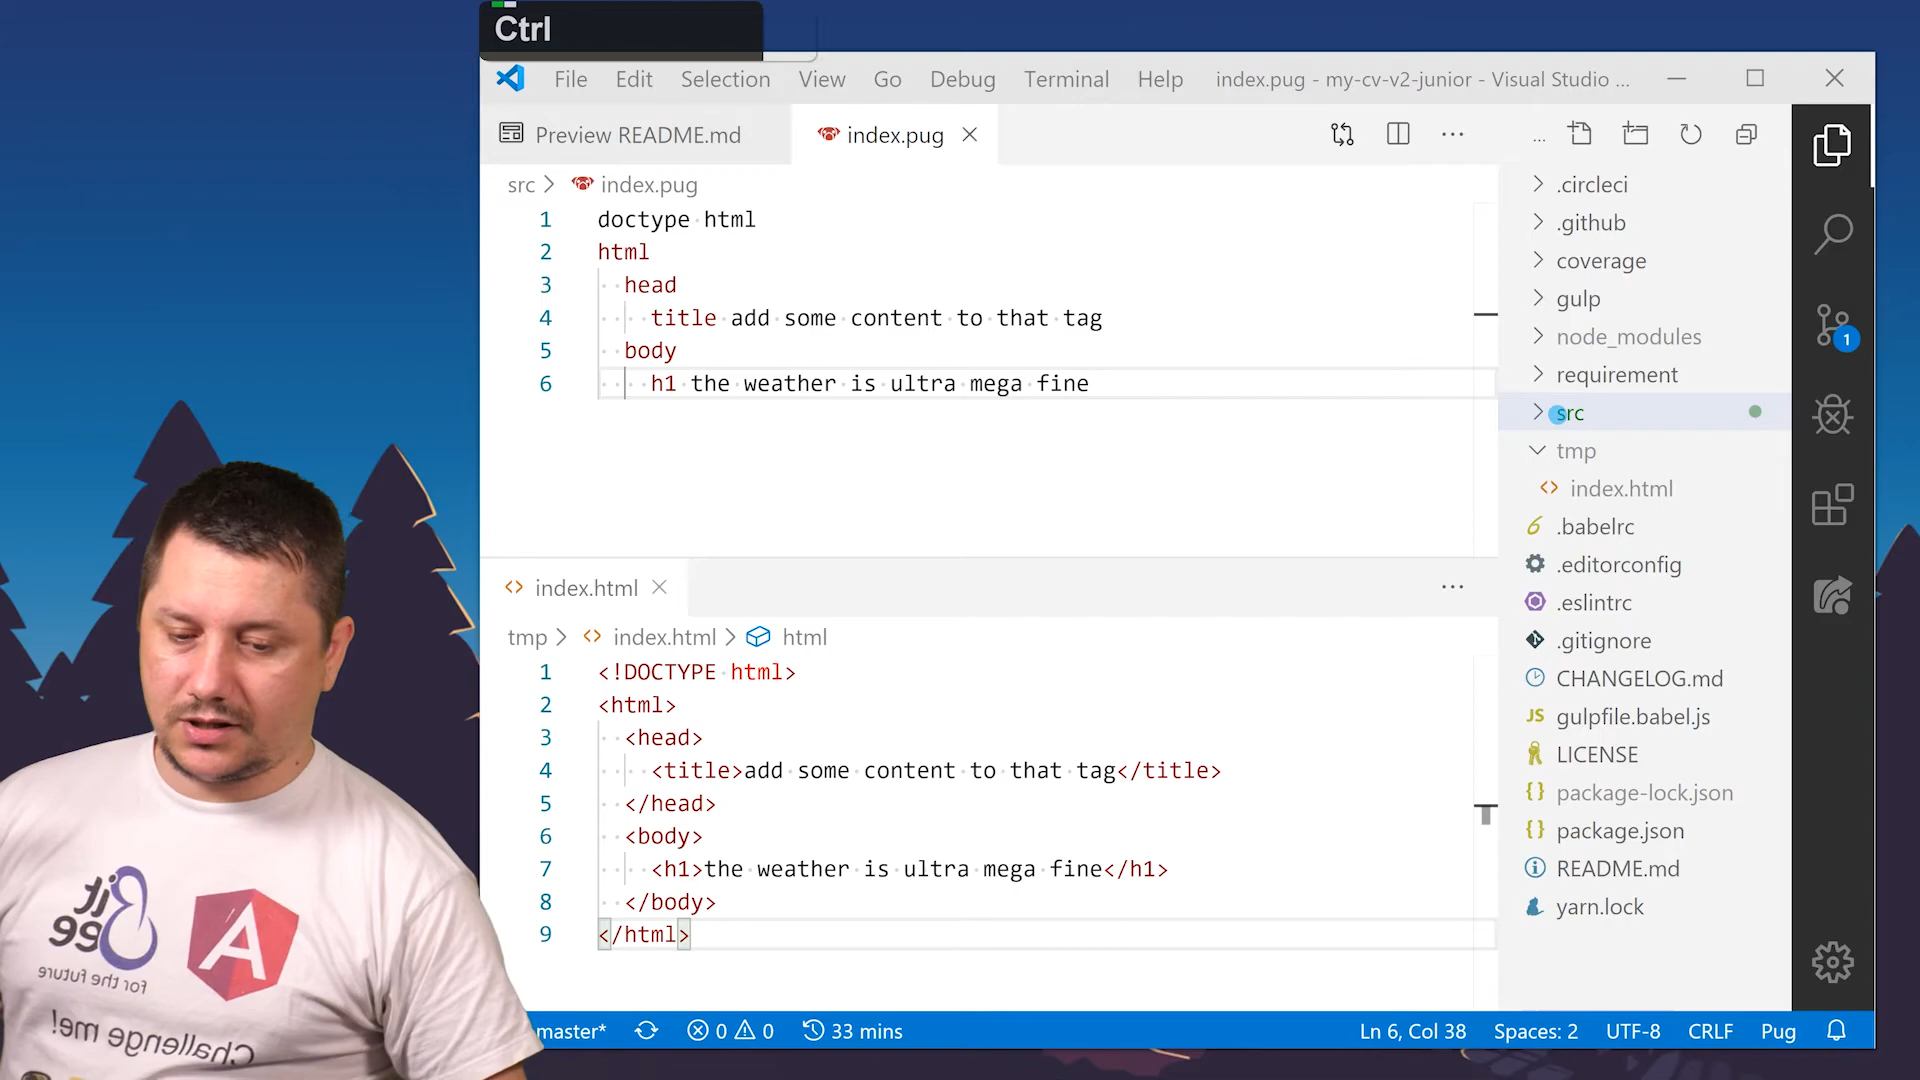 Ctrl
File Edit Selection View Go Debug Terminal Help index.pug - my-cv-v2-junior - Visual Studio ...
Preview README.md index.pug
src > index.pug
1 doctype html
2 html
3 head
4 title add some content to that tag
5 body
6 h1 the weather is ultra mega fine
index.html
tmp > index.html > html
1 <!DOCTYPE html>
2 <html>
3 <head>
4 <title>add some content to that tag</title>
5 </head>
6 <body>
7 <h1>the weather is ultra mega fine</h1>
8 </body>
9 </html>
...
.circleci
.github
coverage
gulp
node_modules
requirement
src
tmp
index.html
.babelrc
.editorconfig
.eslintrc
.gitignore
CHANGELOG.md
JS gulpfile.babel.js
LICENSE
{} package-lock.json
{} package.json
README.md
yarn.lock
1
master* 0 0 33 mins Ln 6, Col 38 Spaces: 2 UTF-8 CRLF Pug
Bit
Bee
for the future
Challenge me!